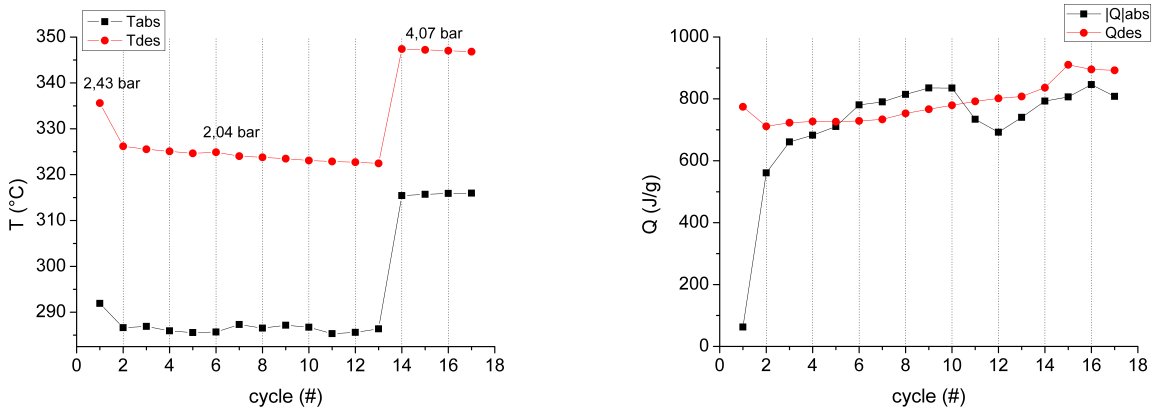 Tabs
Tdes
350
340
330
320
310
300
290
T (°C)
2,43 bar
2,04 bar
4,07 bar
0 2 4 6 8 10 12 14 16 18
cycle (#)
|Q|abs
Qdes
1000
800
600
400
200
0
Q (J/g)
0 2 4 6 8 10 12 14 16 18
cycle (#)